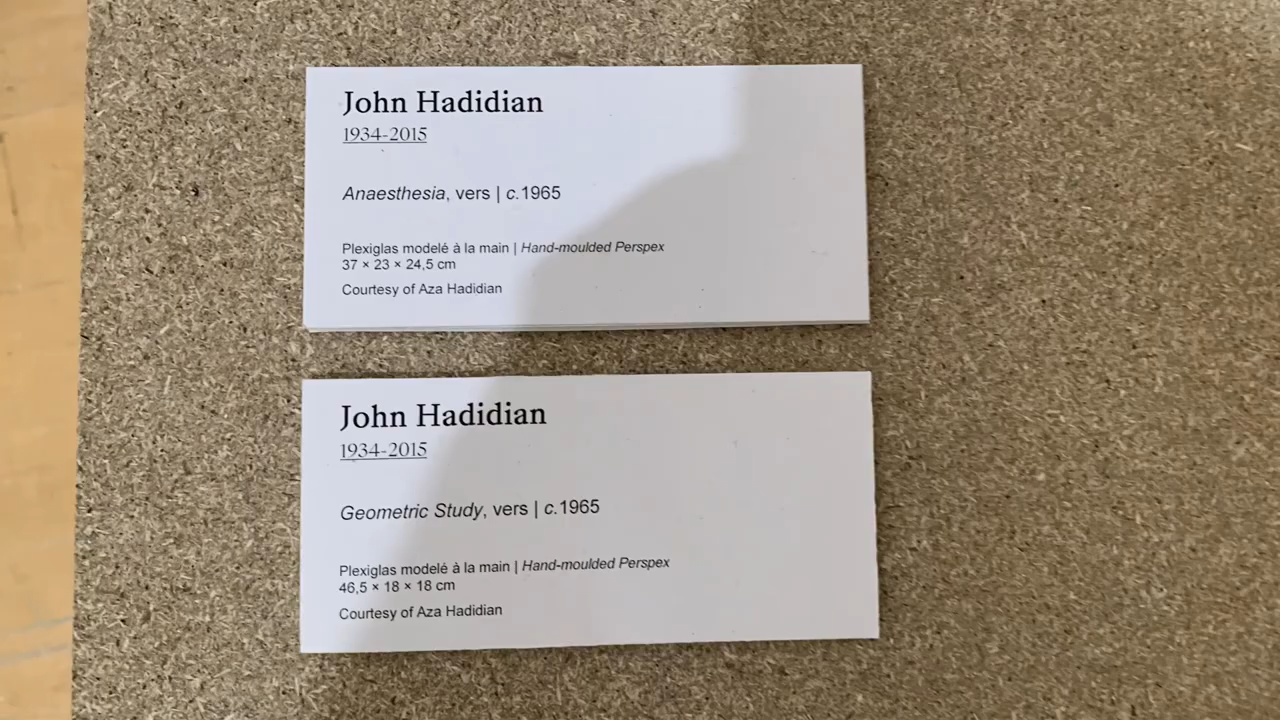 John Hadidian
1934-2015
Anaesthesia, vers | c.1965
Plexiglas modelé à la main | Hand-moulded Perspex
37 × 23 × 24,5 cm
Courtesy of Aza Hadidian
John Hadidian
1934-2015
Geometric Study, vers | c.1965
Plexiglas modelé à la main | Hand-moulded Perspex
46,5 × 18 × 18 cm
Courtesy of Aza Hadidian